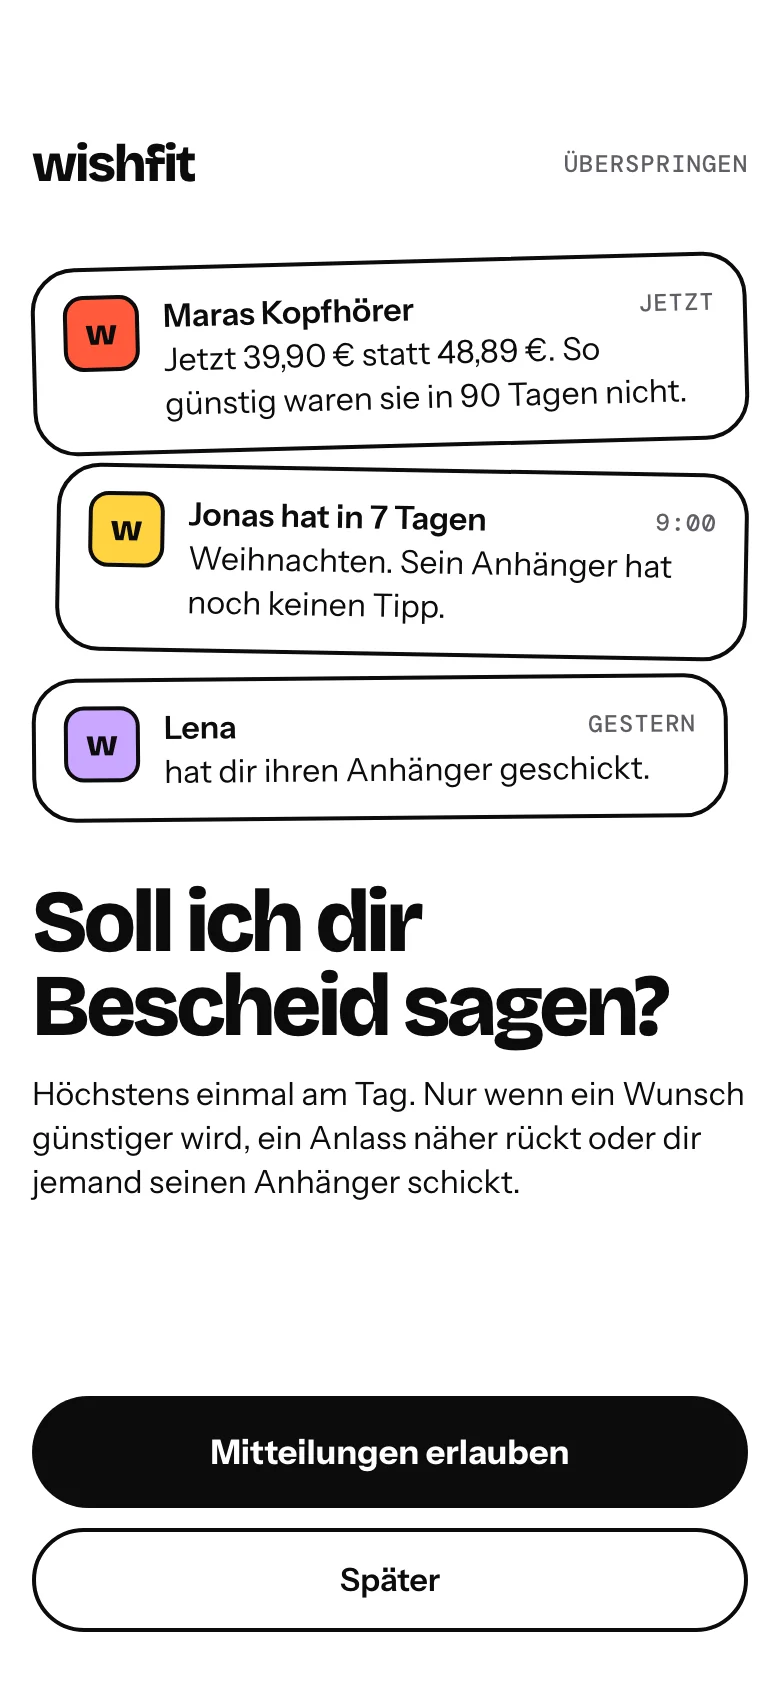 wishfit
ÜBERSPRINGEN
w
Maras Kopfhörer
JETZT
Jetzt 39,90 € statt 48,89 €. So
günstig waren sie in 90 Tagen nicht.
w
Jonas hat in 7 Tagen
9:00
Weihnachten. Sein Anhänger hat
noch keinen Tipp.
w
Lena
GESTERN
hat dir ihren Anhänger geschickt.
Soll ich dir
Bescheid sagen?
Höchstens einmal am Tag. Nur wenn ein Wunsch
günstiger wird, ein Anlass näher rückt oder dir
jemand seinen Anhänger schickt.
Mitteilungen erlauben
Später